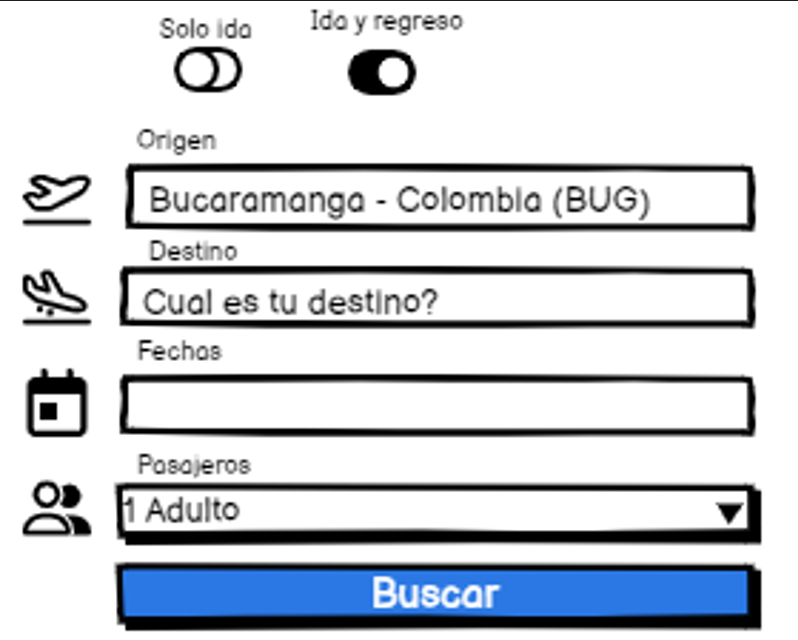 Solo ida
Ida y regreso
Origen
Bucaramanga - Colombia (BUG)
Destino
Cual es tu destino?
Fechas
Pasajeros
1 Adulto
Buscar